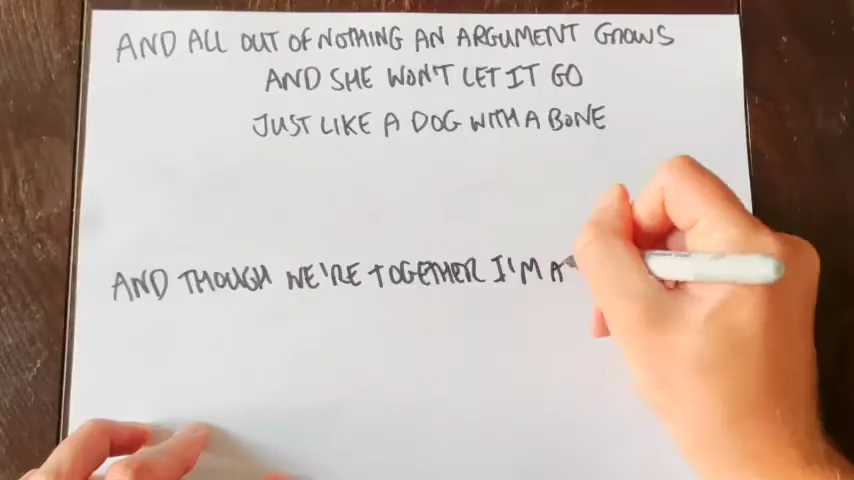 AND ALL OUT OF NOTHING AN ARGUMENT GROWS
AND SHE WON'T LET IT GO
JUST LIKE A DOG WITH A BONE
AND THOUGH WE'RE TOGETHER I'M A